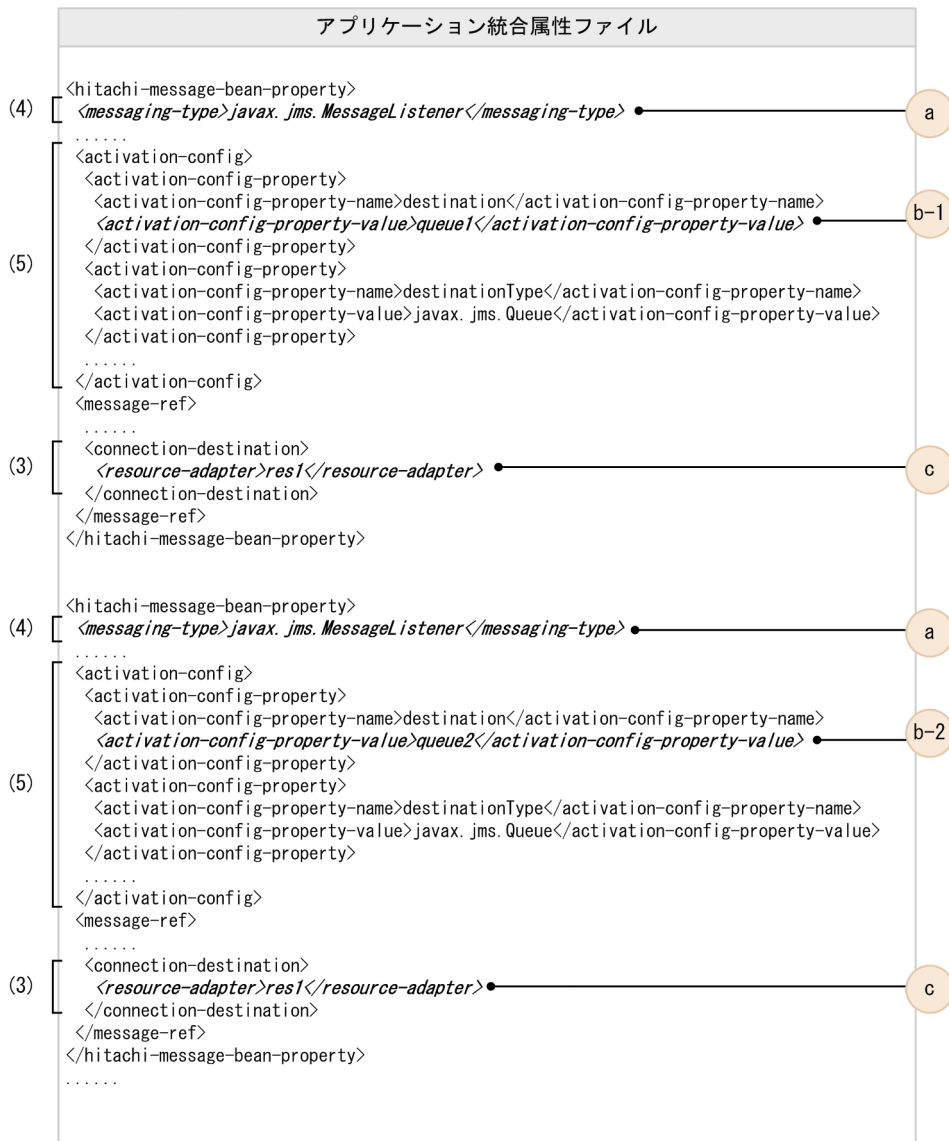 アプリケーション統合属性ファイル
<hitachi-message-bean-property>
(4) <messaging-type>javax.jms.MessageListener</messaging-type> a
......
<activation-config>
<activation-config-property>
<activation-config-property-name>destination</activation-config-property-name>
<activation-config-property-value>queue1</activation-config-property-value> b-1
</activation-config-property>
(5) <activation-config-property>
<activation-config-property-name>destinationType</activation-config-property-name>
<activation-config-property-value>javax.jms.Queue</activation-config-property-value>
</activation-config-property>
......
</activation-config>
<message-ref>
......
<connection-destination>
(3) <resource-adapter>res1</resource-adapter> c
</connection-destination>
</message-ref>
</hitachi-message-bean-property>
<hitachi-message-bean-property>
(4) <messaging-type>javax.jms.MessageListener</messaging-type> a
......
<activation-config>
<activation-config-property>
<activation-config-property-name>destination</activation-config-property-name>
<activation-config-property-value>queue2</activation-config-property-value> b-2
</activation-config-property>
(5) <activation-config-property>
<activation-config-property-name>destinationType</activation-config-property-name>
<activation-config-property-value>javax.jms.Queue</activation-config-property-value>
</activation-config-property>
......
</activation-config>
<message-ref>
......
<connection-destination>
(3) <resource-adapter>res1</resource-adapter> c
</connection-destination>
</message-ref>
</hitachi-message-bean-property>
......